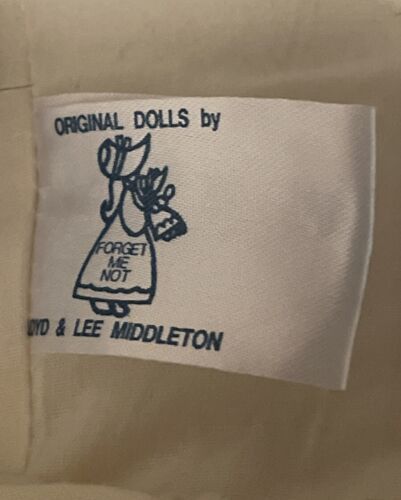 ORIGINAL DOLLS by
FORGET
ME
NOT
& LEE MIDDLETON